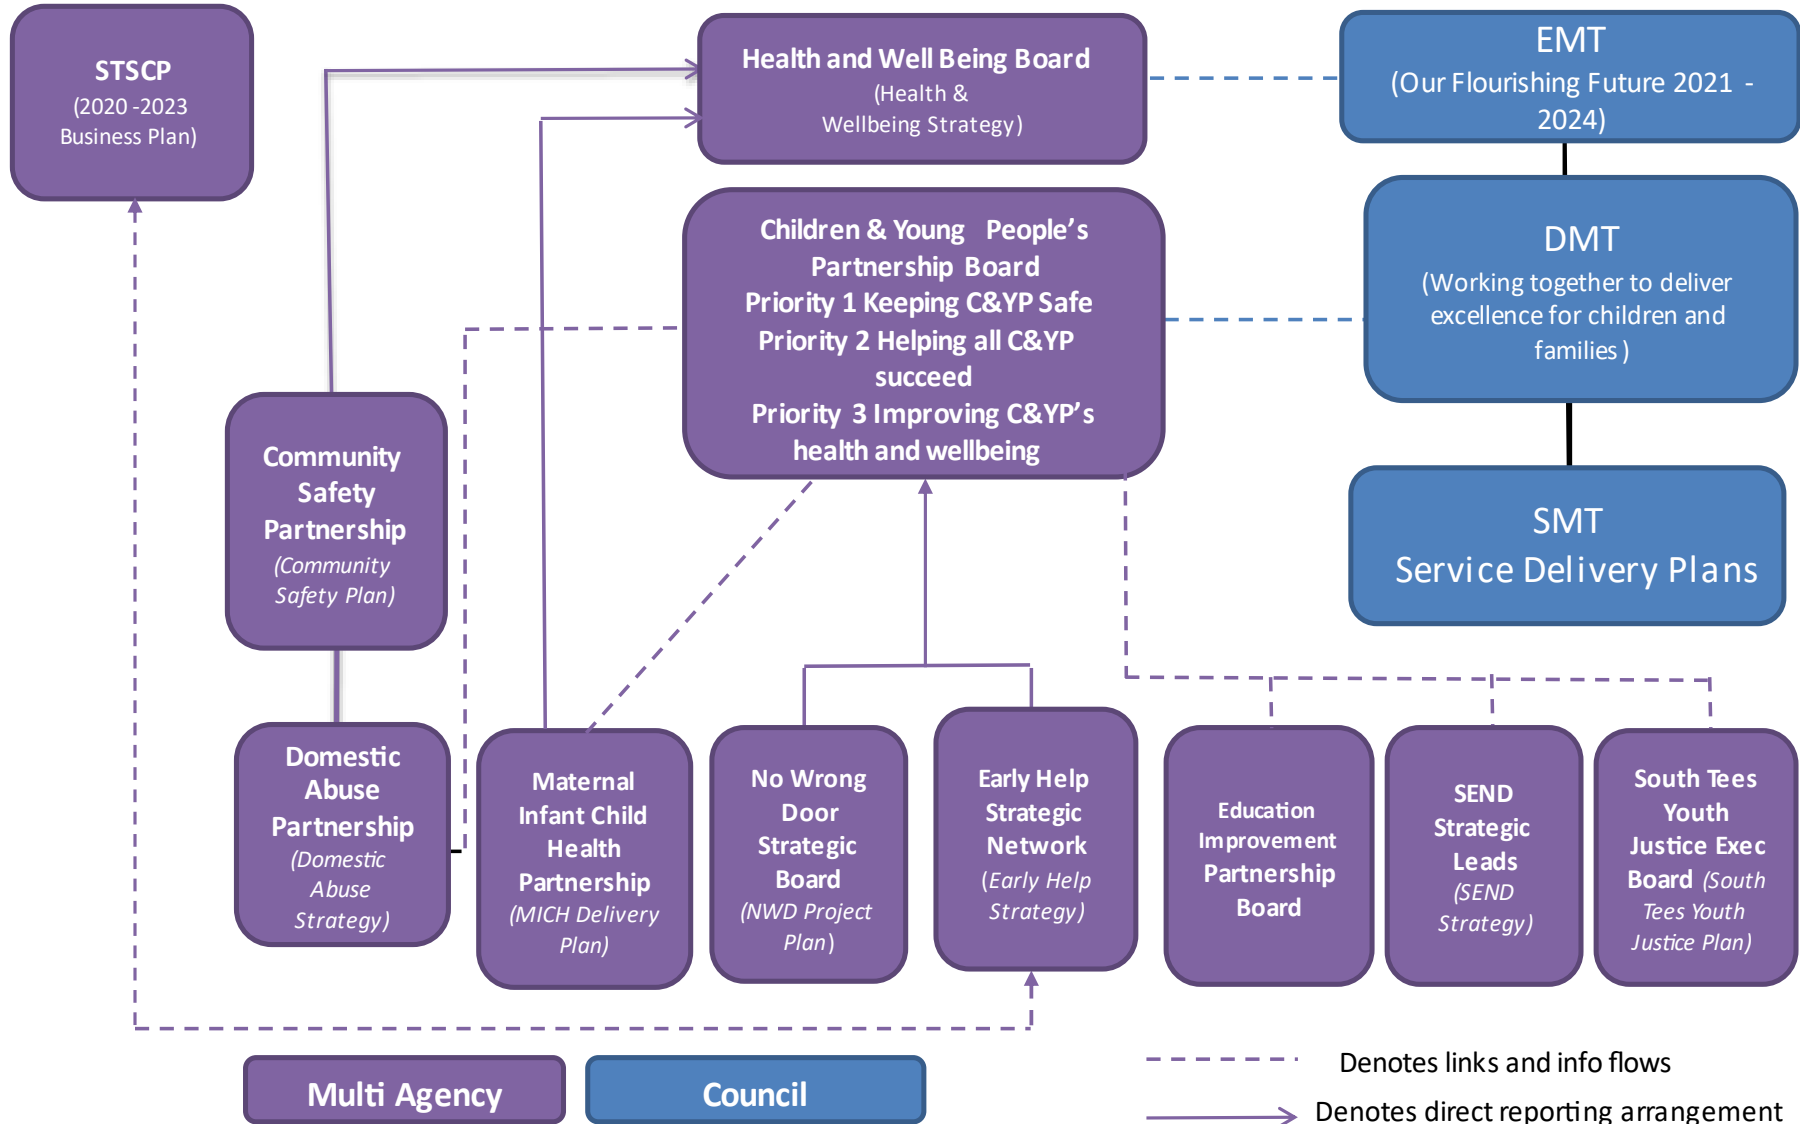 STSCP
(2020 -2023
Business Plan)
Health and Well Being Board
(Health &
Wellbeing Strategy)
EMT
(Our Flourishing Future 2021 -
2024)
Children & Young People’s
Partnership Board
Priority 1 Keeping C&YP Safe
Priority 2 Helping all C&YP
succeed
Priority 3 Improving C&YP’s
health and wellbeing
DMT
(Working together to deliver
excellence for children and
families)
Community
Safety
Partnership
(Community
Safety Plan)
SMT
Service Delivery Plans
Domestic
Abuse
Partnership
(Domestic
Abuse
Strategy)
Maternal
Infant Child
Health
Partnership
(MICH Delivery
Plan)
No Wrong
Door
Strategic
Board
(NWD Project
Plan)
Early Help
Strategic
Network
(Early Help
Strategy)
Education
Improvement
Partnership
Board
SEND
Strategic
Leads
(SEND
Strategy)
South Tees
Youth
Justice Exec
Board (South
Tees Youth
Justice Plan)
Multi Agency
Council
Denotes links and info flows
Denotes direct reporting arrangement